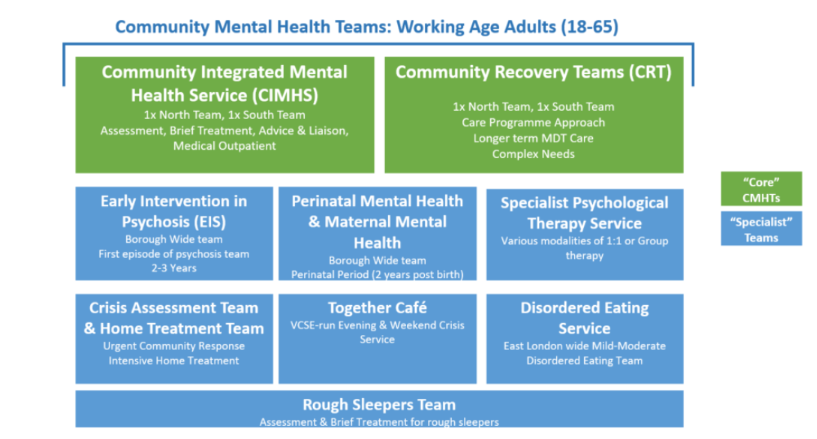 Community Mental Health Teams: Working Age Adults (18-65)
Community Integrated Mental
Health Service (CIMHS)
1x North Team, 1x South Team
Assessment, Brief Treatment, Advice & Liaison,
Medical Outpatient
Community Recovery Teams (CRT)
1x North Team, 1x South Team
Care Programme Approach
Longer term MDT Care
Complex Needs
"Core"
CMHTs
"Specialist"
Teams
Early Intervention in
Psychosis (EIS)
Borough Wide team
First episode of psychosis team
2-3 Years
Perinatal Mental Health
& Maternal Mental
Health
Borough Wide team
Perinatal Period (2 years post birth)
Specialist Psychological
Therapy Service
Various modalities of 1:1 or Group
therapy
Crisis Assessment Team
& Home Treatment Team
Urgent Community Response
Intensive Home Treatment
Together Café
VCSE-run Evening & Weekend Crisis
Service
Disordered Eating
Service
East London wide Mild-Moderate
Disordered Eating Team
Rough Sleepers Team
Assessment & Brief Treatment for rough sleepers